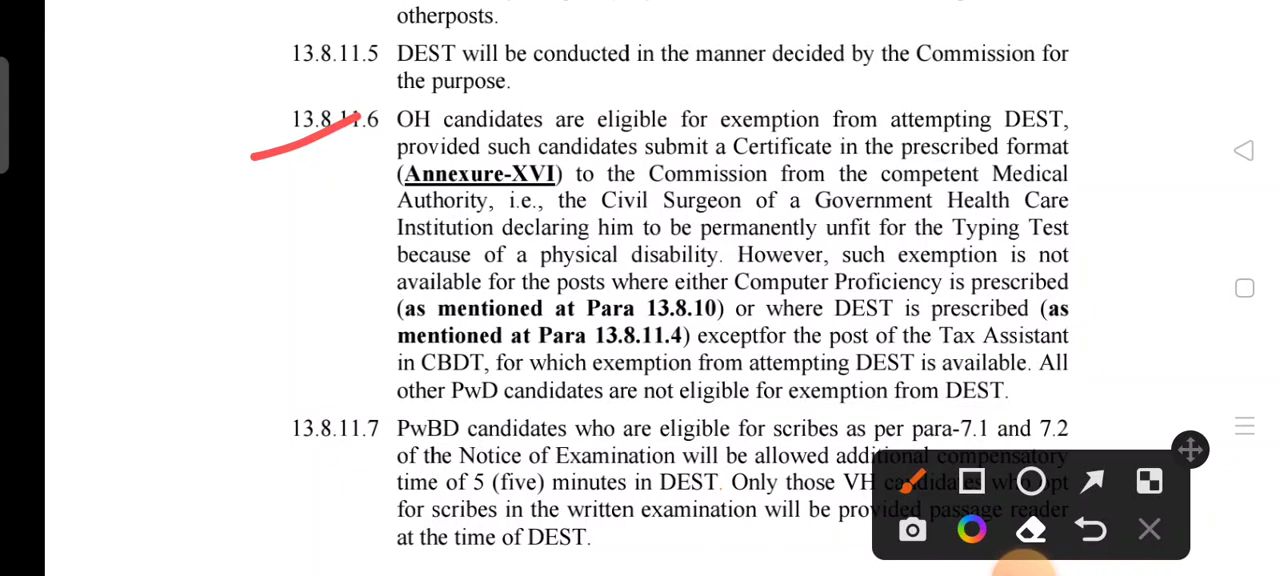 otherposts.
13.8.11.5 DEST will be conducted in the manner decided by the Commission for
the purpose.
13.8.11.6 OH candidates are eligible for exemption from attempting DEST,
provided such candidates submit a Certificate in the prescribed format
(Annexure-XVI) to the Commission from the competent Medical
Authority, i.e., the Civil Surgeon of a Government Health Care
Institution declaring him to be permanently unfit for the Typing Test
because of a physical disability. However, such exemption is not
available for the posts where either Computer Proficiency is prescribed
(as mentioned at Para 13.8.10) or where DEST is prescribed (as
mentioned at Para 13.8.11.4) exceptfor the post of the Tax Assistant
in CBDT, for which exemption from attempting DEST is available. All
other PwD candidates are not eligible for exemption from DEST.
13.8.11.7 PwBD candidates who are eligible for scribes as per para-7.1 and 7.2
of the Notice of Examination will be allowed additional compensatory
time of 5 (five) minutes in DEST. Only those VH candidates who opt
for scribes in the written examination will be provided passage reader
at the time of DEST.